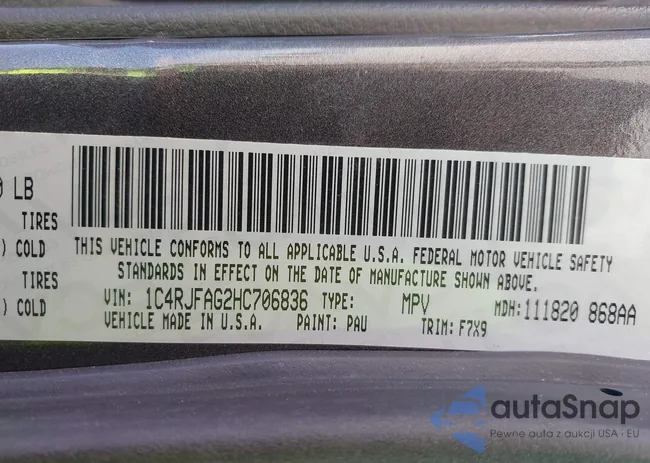 0 LB
TIRES
) COLD
TIRES
) COLD
THIS VEHICLE CONFORMS TO ALL APPLICABLE U.S.A. FEDERAL MOTOR VEHICLE SAFETY
STANDARDS IN EFFECT ON THE DATE OF MANUFACTURE SHOWN ABOVE.
VIN: 1C4RJFAG2HC706836 TYPE: MPV MDH: 111820 868AA
VEHICLE MADE IN U.S.A. PAINT: PAU TRIM: F7X9
autaSnap
Pewne auta z aukcji USA · EU